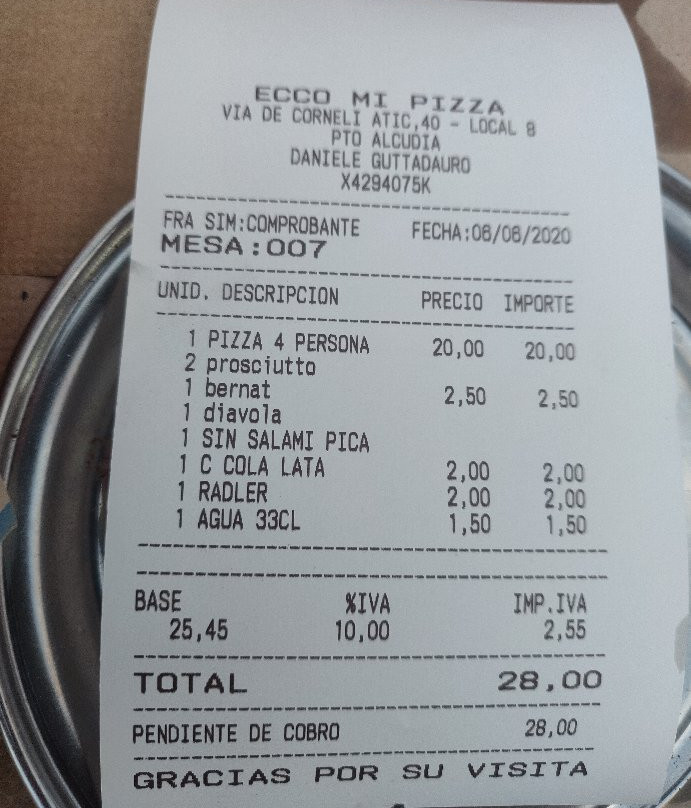 ECCO MI PIZZA
VIA DE CORNELI ATIC,40 - LOCAL 8
PTO ALCUDIA
DANIELE GUTTADAURO
X4294075K
FRA SIM:COMPROBANTE FECHA:08/08/2020
MESA:007
UNID. DESCRIPCION PRECIO IMPORTE
1 PIZZA 4 PERSONA 20,00 20,00
2 prosciutto
1 bernat 2,50 2,50
1 diavola
1 SIN SALAMI PICA
1 C COLA LATA 2,00 2,00
1 RADLER 2,00 2,00
1 AGUA 33CL 1,50 1,50
BASE %IVA IMP.IVA
25,45 10,00 2,55
TOTAL 28,00
PENDIENTE DE COBRO 28,00
GRACIAS POR SU VISITA